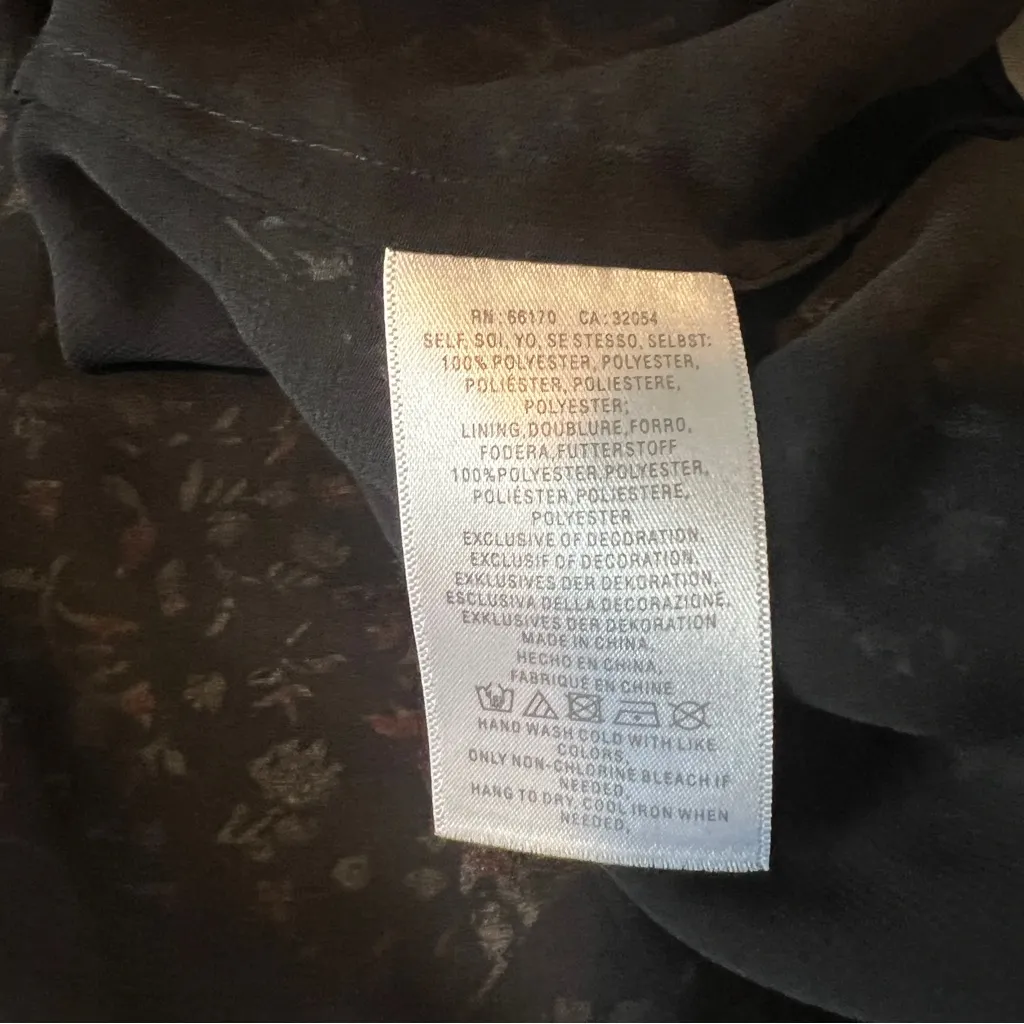 RN 66170 CA:32054
SELF, SOI, YO, SE STESSO, SELBST:
100% POLYESTER, POLYESTER,
POLIÉSTER, POLIESTERE,
POLYESTER;
LINING,DOUBLURE,FORRO,
FODERA,FUTTERSTOFF
100%POLYESTER,POLYESTER,
POLIÉSTER,POLIESTERE,
POLYESTER
EXCLUSIVE OF DECORATION.
EXCLUSIF OF DECORATION.
EXKLUSIVES DER DEKORATION.
ESCLUSIVA DELLA DECORAZIONE.
EXKLUSIVES DER DEKORATION
MADE IN CHINA
HECHO EN CHINA.
FABRIQUE EN CHINE
HAND WASH COLD WITH LIKE
COLORS.
ONLY NON-CHLORINE BLEACH IF
NEEDED.
HANG TO DRY. COOL IRON WHEN
NEEDED.